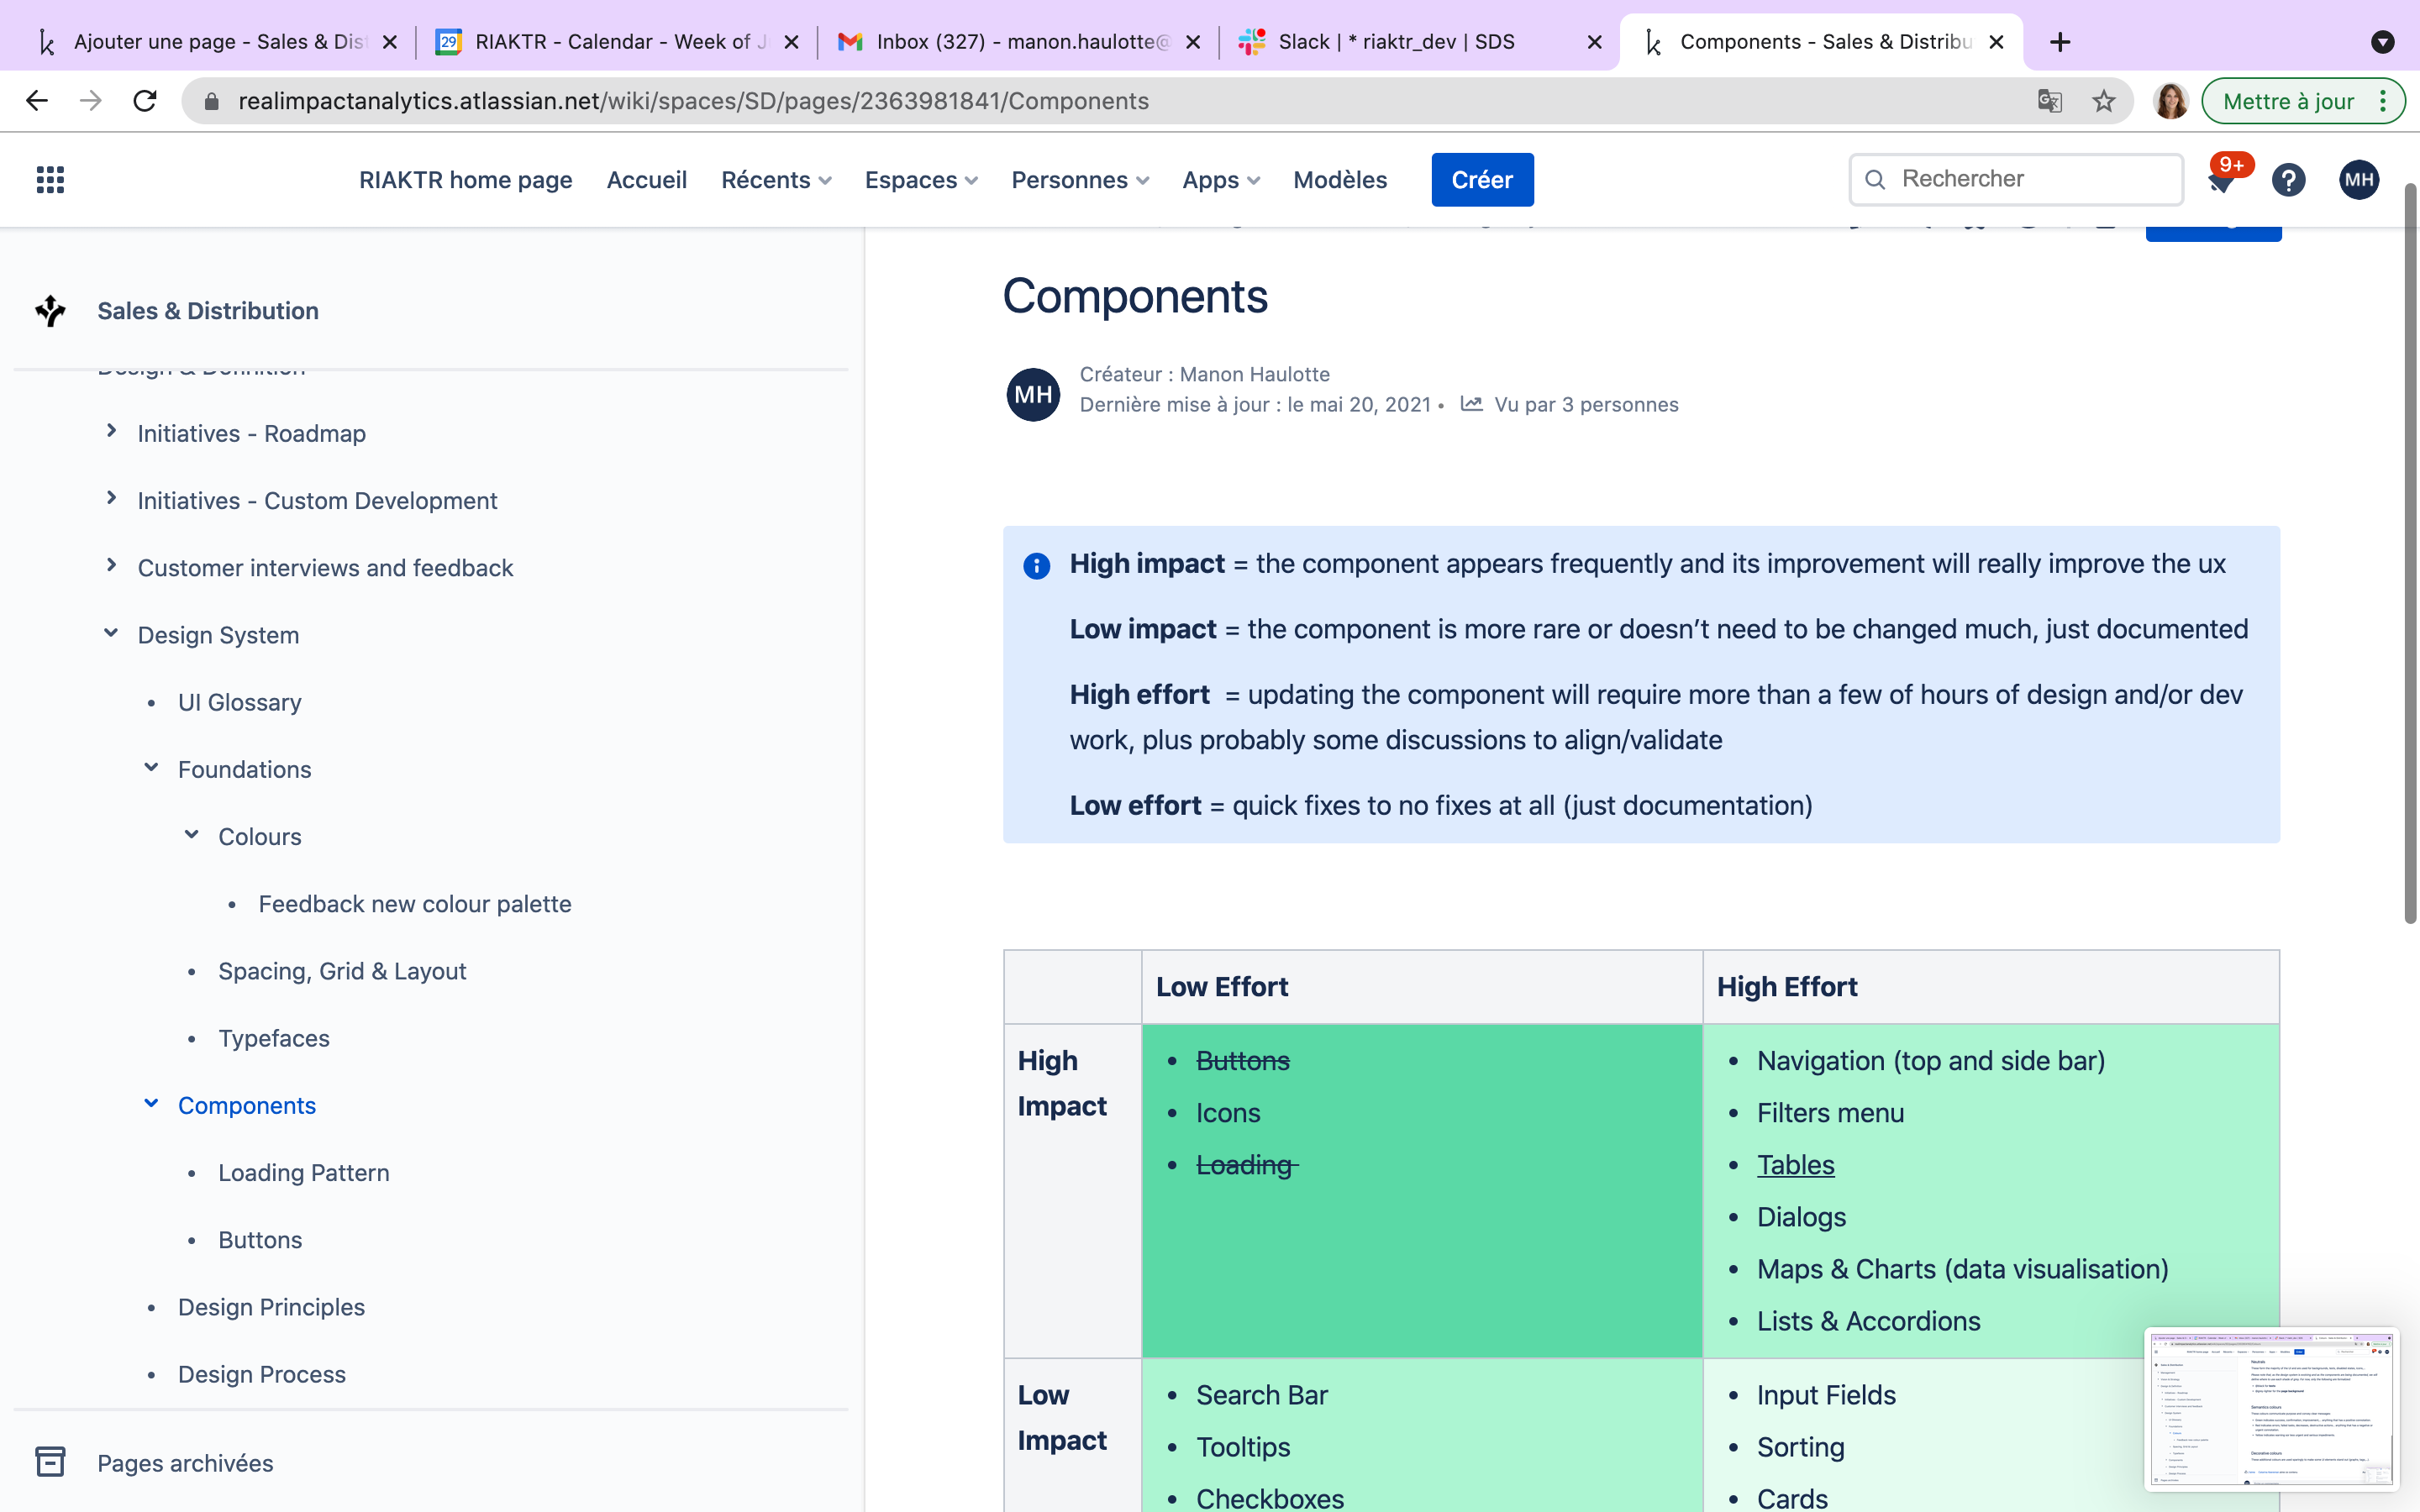 Ajouter une page - Sales & Dis
RIAKTR - Calendar - Week of J
Inbox (327) - manon.haulotte@
Slack | * riaktr_dev | SDS
Components - Sales & Distribu
realimpactanalytics.atlassian.net/wiki/spaces/SD/pages/2363981841/Components
Mettre à jour
RIAKTR home page
Accueil
Récents
Espaces
Personnes
Apps
Modèles
Créer
Rechercher
9+
MH
Sales & Distribution
Design & Definition
Initiatives - Roadmap
Initiatives - Custom Development
Customer interviews and feedback
Design System
UI Glossary
Foundations
Colours
Feedback new colour palette
Spacing, Grid & Layout
Typefaces
Components
Loading Pattern
Buttons
Design Principles
Design Process
Pages archivées
Components
MH
Créateur : Manon Haulotte
Dernière mise à jour : le mai 20, 2021 • Vu par 3 personnes
High impact = the component appears frequently and its improvement will really improve the ux
Low impact = the component is more rare or doesn’t need to be changed much, just documented
High effort = updating the component will require more than a few of hours of design and/or dev
work, plus probably some discussions to align/validate
Low effort = quick fixes to no fixes at all (just documentation)
Low Effort
High Effort
High
Impact
Buttons
Icons
Loading
Navigation (top and side bar)
Filters menu
Tables
Dialogs
Maps & Charts (data visualisation)
Lists & Accordions
Low
Impact
Search Bar
Tooltips
Checkboxes
Input Fields
Sorting
Cards